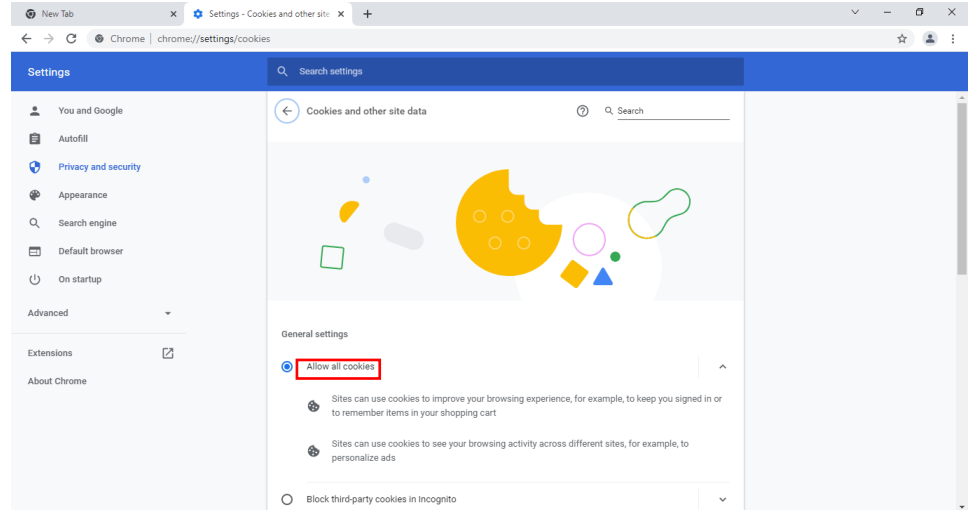 New Tab
Settings - Cookies and other site
Chrome | chrome://settings/cookies
Settings
Search settings
You and Google
Autofill
Privacy and security
Appearance
Search engine
Default browser
On startup
Advanced
Extensions
About Chrome
Cookies and other site data
Search
General settings
Allow all cookies
Sites can use cookies to improve your browsing experience, for example, to keep you signed in or
to remember items in your shopping cart
Sites can use cookies to see your browsing activity across different sites, for example, to
personalize ads
Block third-party cookies in Incognito